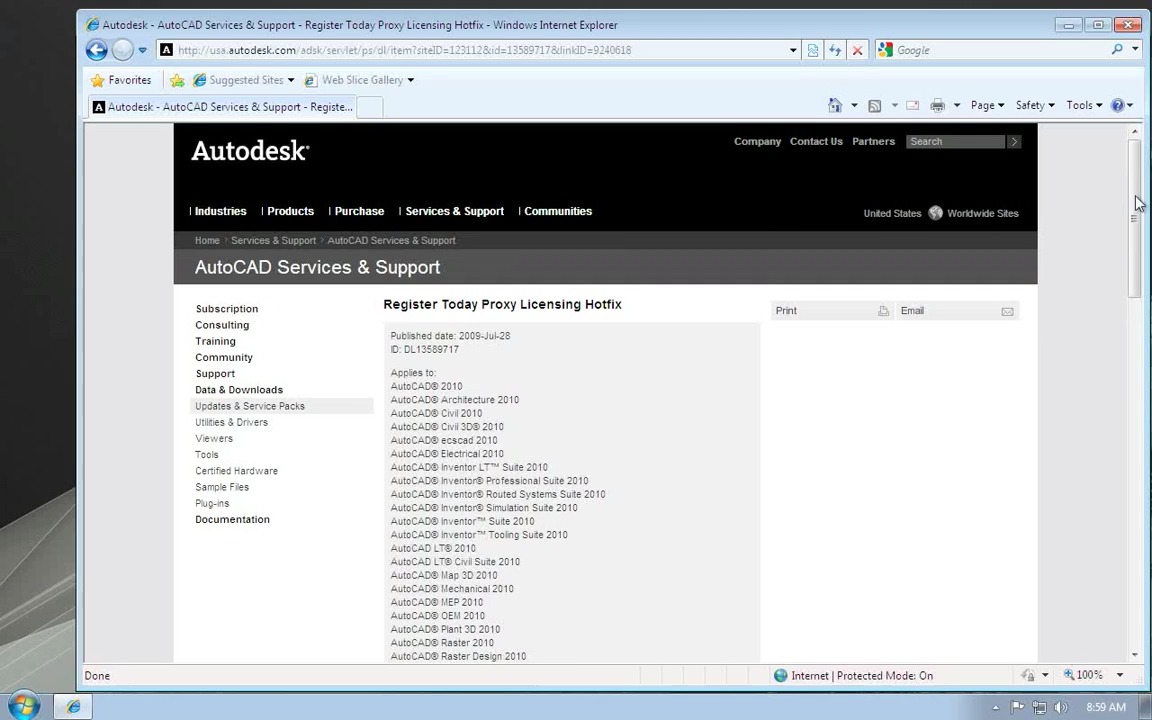 Autodesk - AutoCAD Services & Support - Register Today Proxy Licensing Hotfix - Windows Internet Explorer
http://usa.autodesk.com/adsk/servlet/ps/dl/item?siteID=123112&id=13589717&linkID=9240618
Google
Favorites
Suggested Sites
Web Slice Gallery
Autodesk - AutoCAD Services & Support - Registe...
Page
Safety
Tools
Autodesk®
Company
Contact Us
Partners
Search
Industries
Products
Purchase
Services & Support
Communities
United States
Worldwide Sites
Home
Services & Support
AutoCAD Services & Support
AutoCAD Services & Support
Subscription
Consulting
Training
Community
Support
Data & Downloads
Updates & Service Packs
Utilities & Drivers
Viewers
Tools
Certified Hardware
Sample Files
Plug-ins
Documentation
Register Today Proxy Licensing Hotfix
Print
Email
Published date: 2009-Jul-28
ID: DL13589717
Applies to:
AutoCAD® 2010
AutoCAD® Architecture 2010
AutoCAD® Civil 2010
AutoCAD® Civil 3D® 2010
AutoCAD® ecscad 2010
AutoCAD® Electrical 2010
AutoCAD® Inventor LT™ Suite 2010
AutoCAD® Inventor® Professional Suite 2010
AutoCAD® Inventor® Routed Systems Suite 2010
AutoCAD® Inventor® Simulation Suite 2010
AutoCAD® Inventor™ Suite 2010
AutoCAD® Inventor™ Tooling Suite 2010
AutoCAD LT® 2010
AutoCAD LT® Civil Suite 2010
AutoCAD® Map 3D 2010
AutoCAD® Mechanical 2010
AutoCAD® MEP 2010
AutoCAD® OEM 2010
AutoCAD® Plant 3D 2010
AutoCAD® Raster 2010
AutoCAD® Raster Design 2010
Done
Internet | Protected Mode: On
100%
8:59 AM